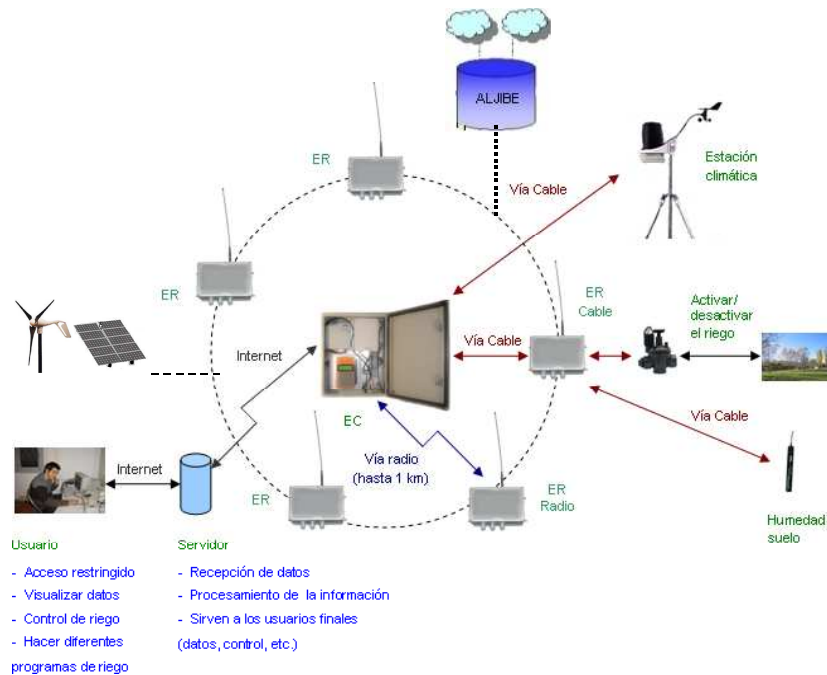 ALJIBE
ER
Estación
climática
Vía Cable
ER
ER
Cable
Activar/
desactivar
el riego
Internet
Vía Cable
EC
Vía Cable
Internet
Vía radio
(hasta 1 km)
ER
ER
Radio
Humedad
suelo
Usuario
- Acceso restringido
- Visualizar datos
- Control de riego
- Hacer diferentes
programas de riego
Servidor
- Recepción de datos
- Procesamiento de la información
- Sirven a los usuarios finales
(datos, control, etc.)